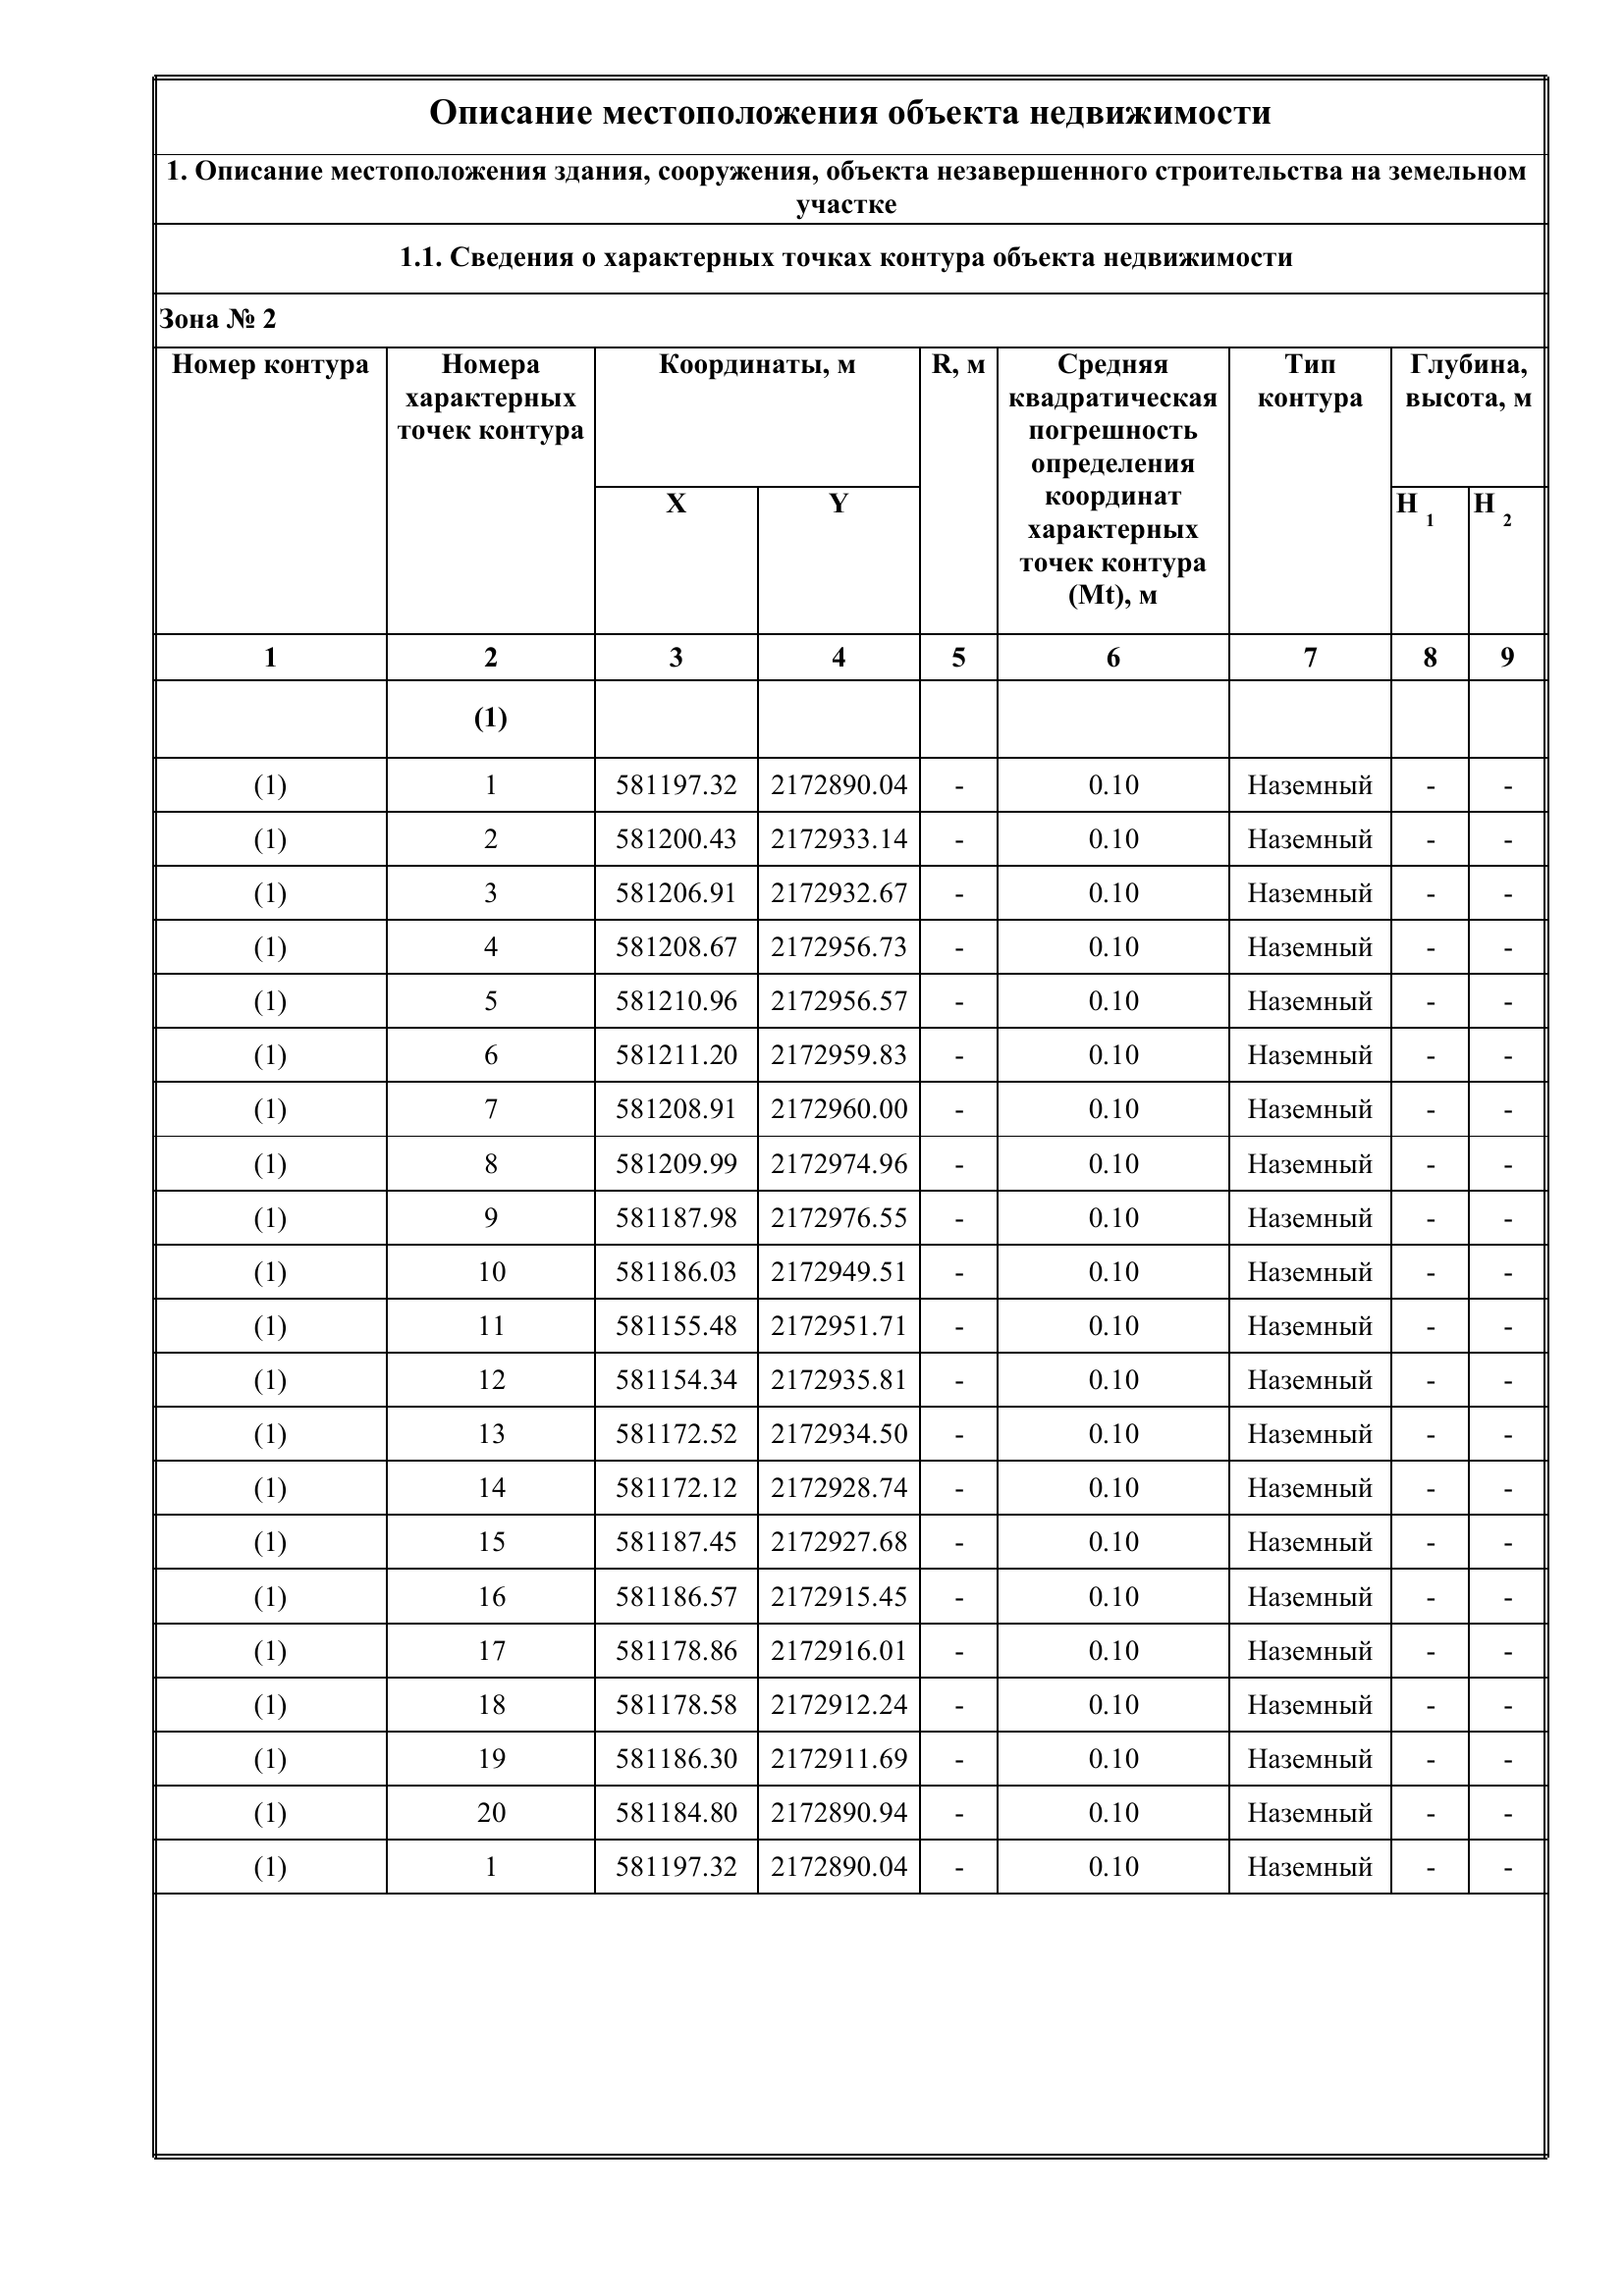 Описание местоположения объекта недвижимости
1. Описание местоположения здания, сооружения, объекта незавершенного строительства на земельном
участке
1.1. Сведения о характерных точках контура объекта недвижимости
Зона № 2
Номер контура Номера характерных точек контура Координаты, м R, м Средняя квадратическая погрешность определения координат характерных точек контура (Mt), м Тип контура Глубина, высота, м
X Y H 1 H 2
1 2 3 4 5 6 7 8 9
(1)
(1) 1 581197.32 2172890.04 - 0.10 Наземный - -
(1) 2 581200.43 2172933.14 - 0.10 Наземный - -
(1) 3 581206.91 2172932.67 - 0.10 Наземный - -
(1) 4 581208.67 2172956.73 - 0.10 Наземный - -
(1) 5 581210.96 2172956.57 - 0.10 Наземный - -
(1) 6 581211.20 2172959.83 - 0.10 Наземный - -
(1) 7 581208.91 2172960.00 - 0.10 Наземный - -
(1) 8 581209.99 2172974.96 - 0.10 Наземный - -
(1) 9 581187.98 2172976.55 - 0.10 Наземный - -
(1) 10 581186.03 2172949.51 - 0.10 Наземный - -
(1) 11 581155.48 2172951.71 - 0.10 Наземный - -
(1) 12 581154.34 2172935.81 - 0.10 Наземный - -
(1) 13 581172.52 2172934.50 - 0.10 Наземный - -
(1) 14 581172.12 2172928.74 - 0.10 Наземный - -
(1) 15 581187.45 2172927.68 - 0.10 Наземный - -
(1) 16 581186.57 2172915.45 - 0.10 Наземный - -
(1) 17 581178.86 2172916.01 - 0.10 Наземный - -
(1) 18 581178.58 2172912.24 - 0.10 Наземный - -
(1) 19 581186.30 2172911.69 - 0.10 Наземный - -
(1) 20 581184.80 2172890.94 - 0.10 Наземный - -
(1) 1 581197.32 2172890.04 - 0.10 Наземный - -